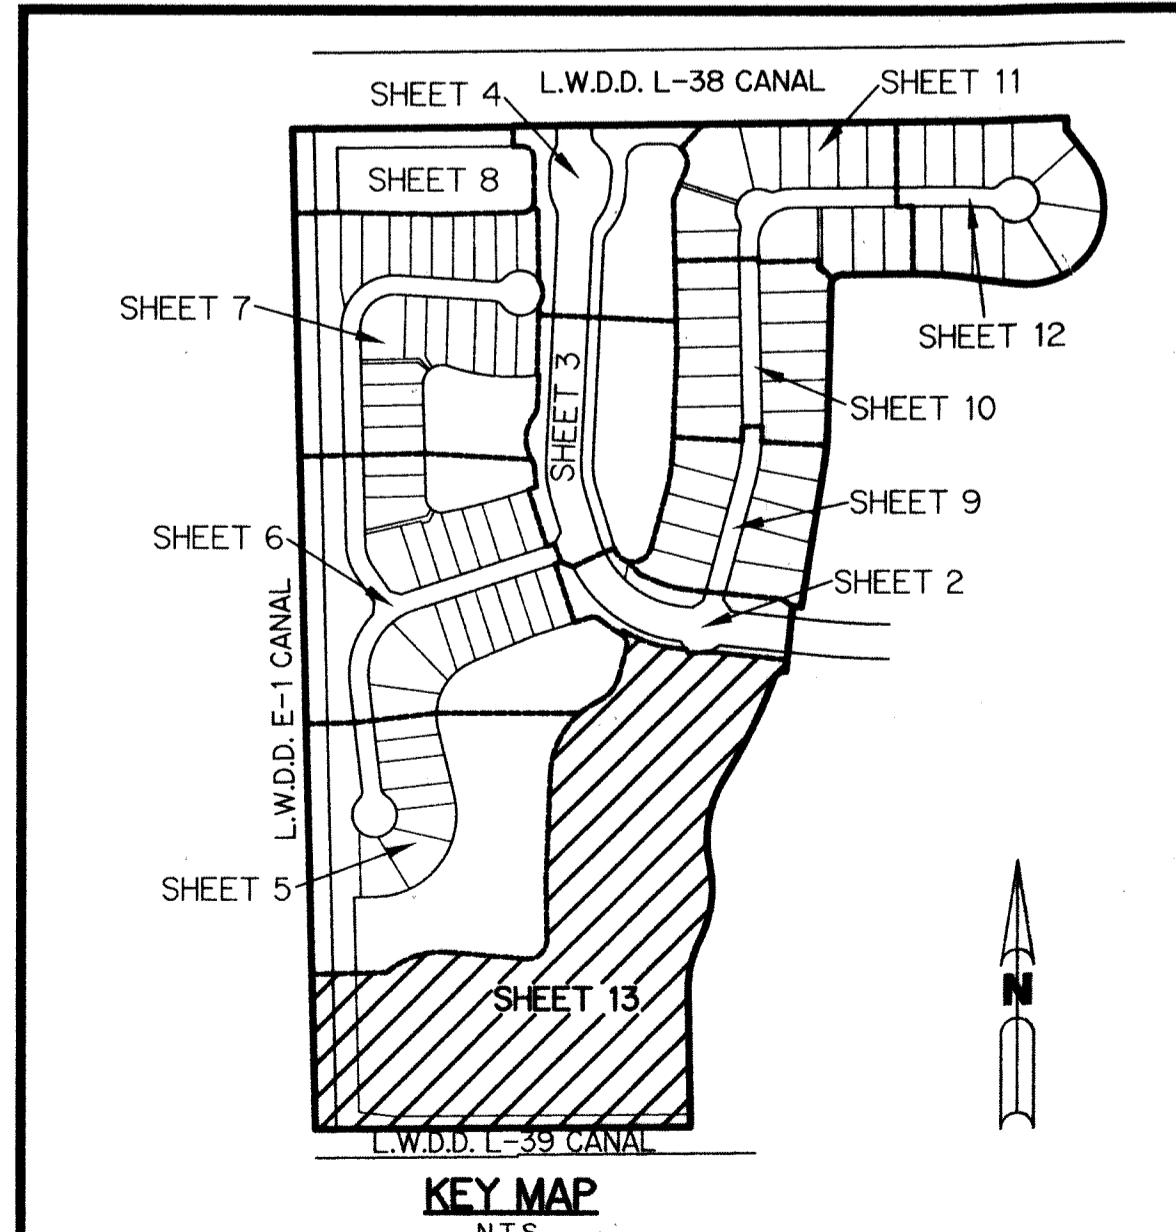 L.W.D.D. L-38 CANAL
SHEET 4
SHEET 11
SHEET 8
SHEET 7
SHEET 12
SHEET 3
SHEET 10
SHEET 9
SHEET 6
SHEET 2
L.W.D.D. E-1 CANAL
SHEET 5
N
SHEET 13
L.W.D.D. L-39 CANAL
KEY MAP
N.T.S.